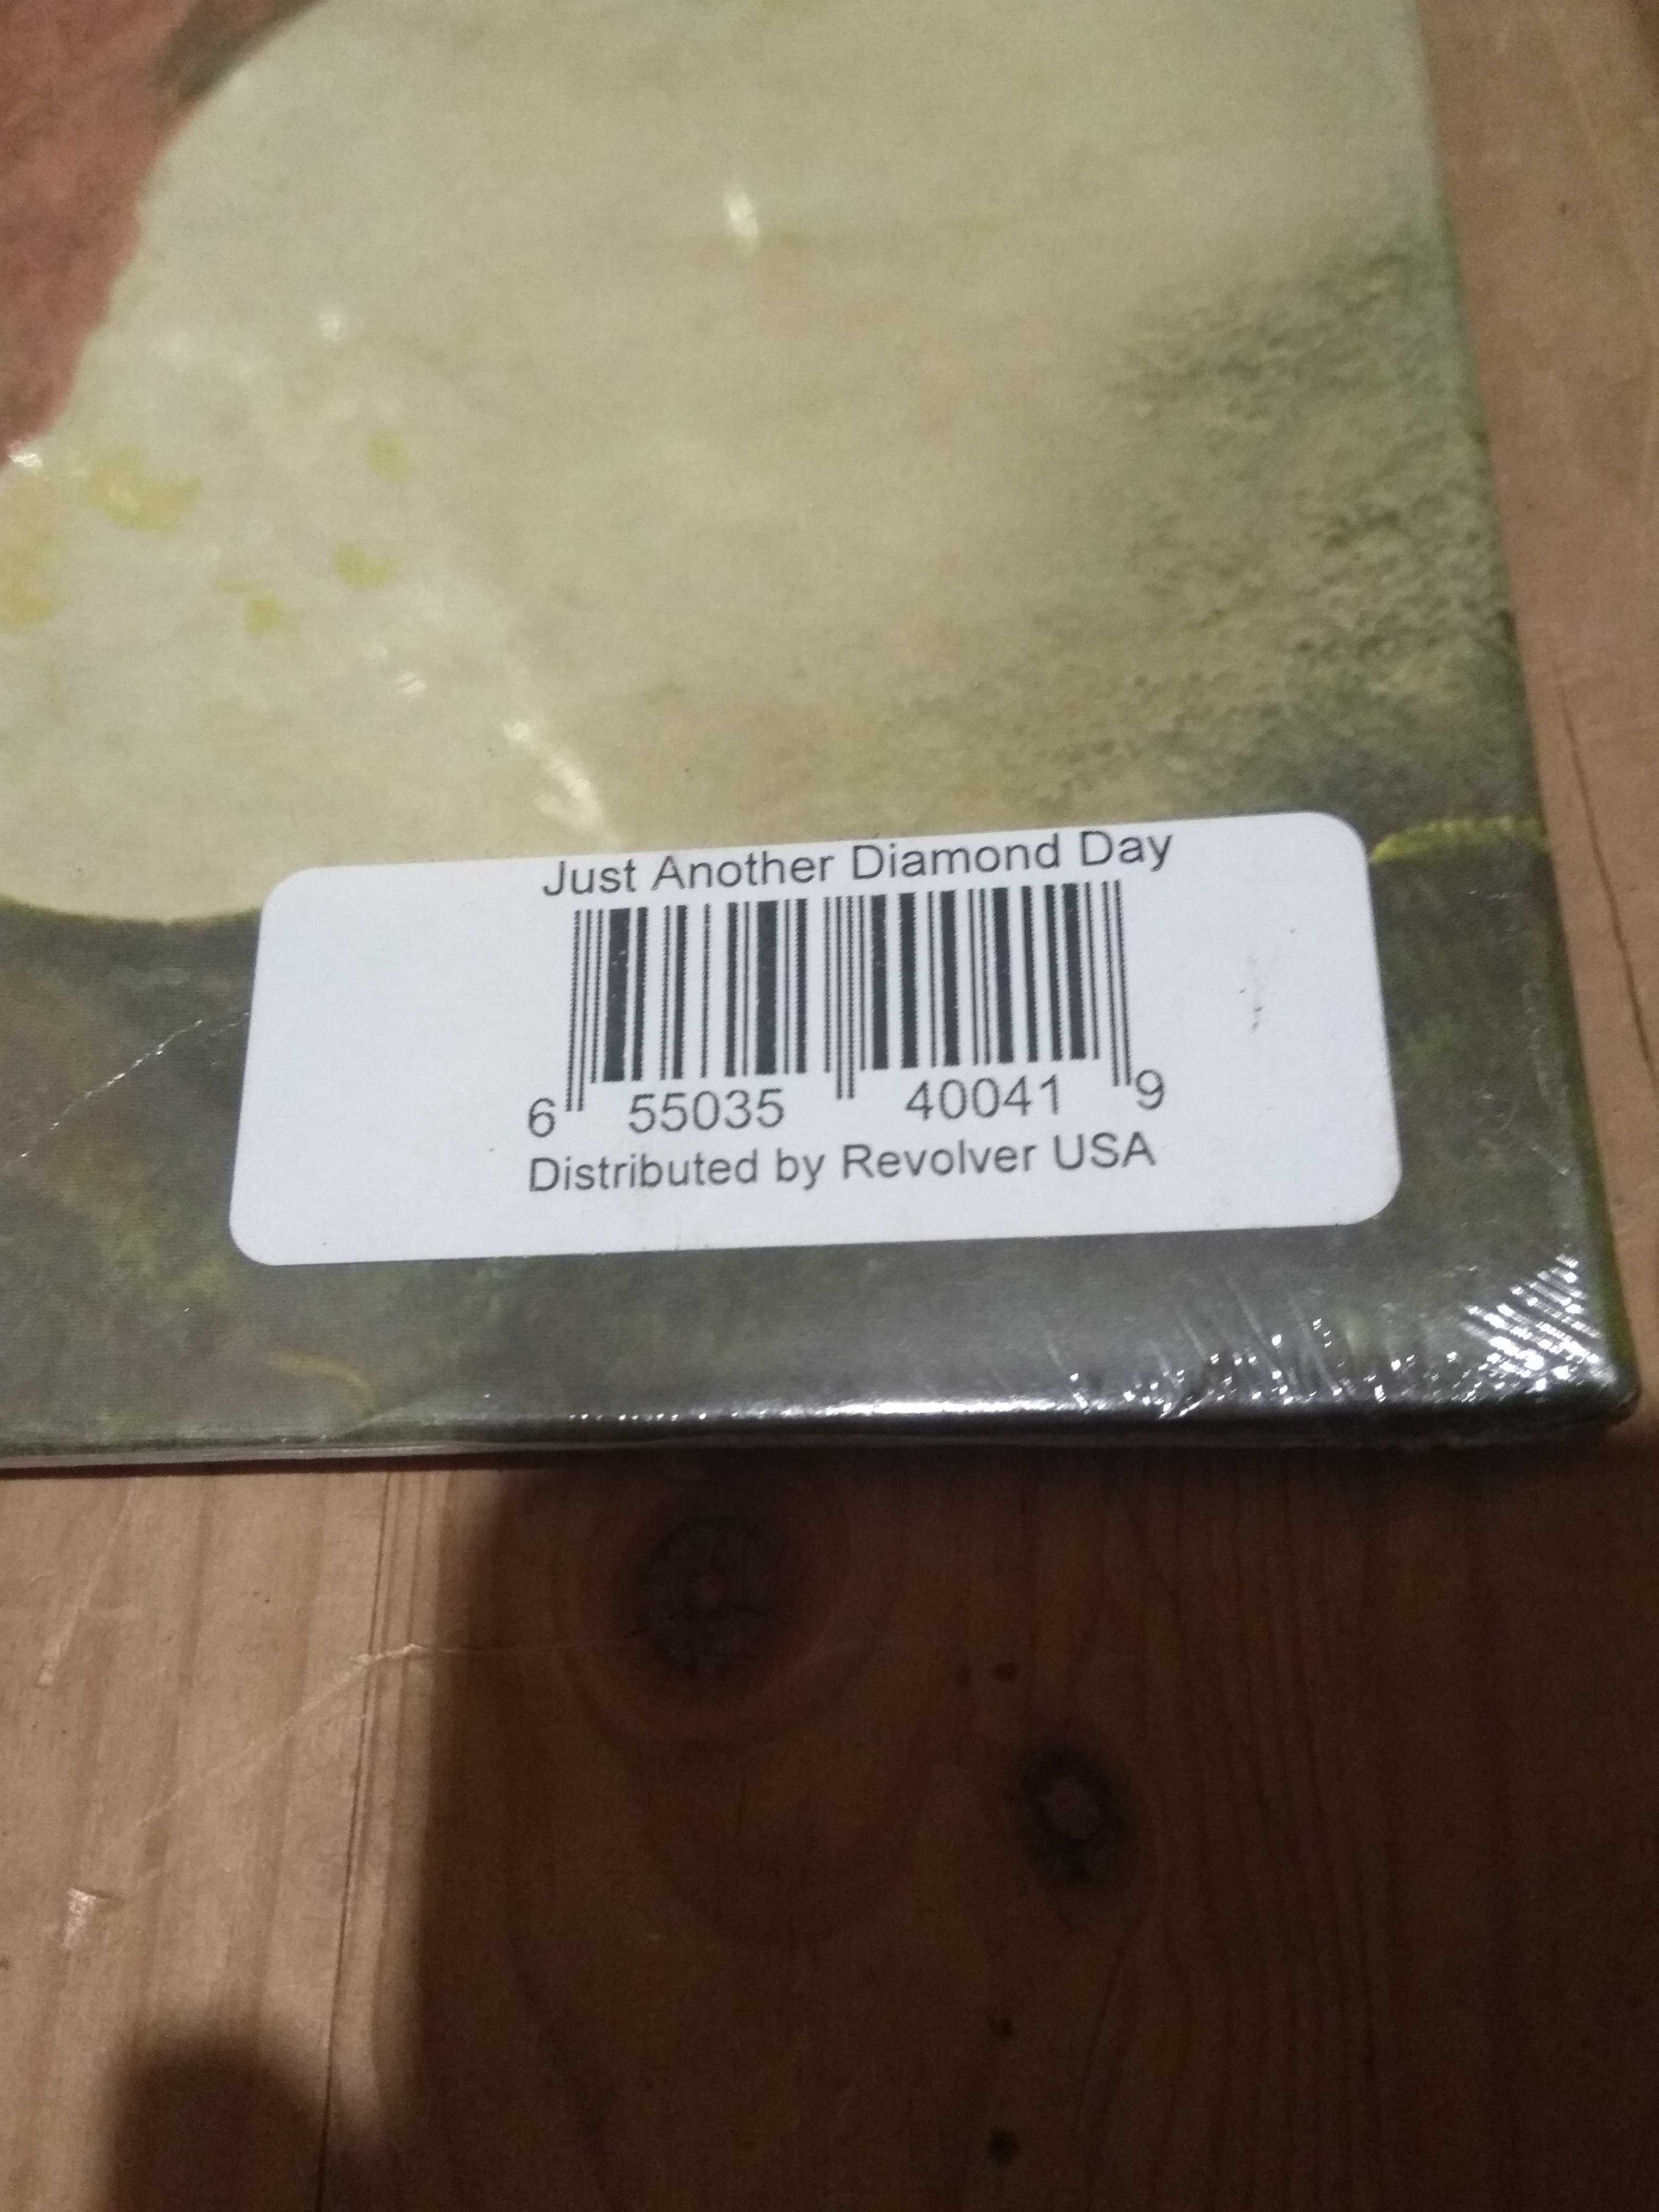 Just Another Diamond Day
6 55035 40041 9
Distributed by Revolver USA